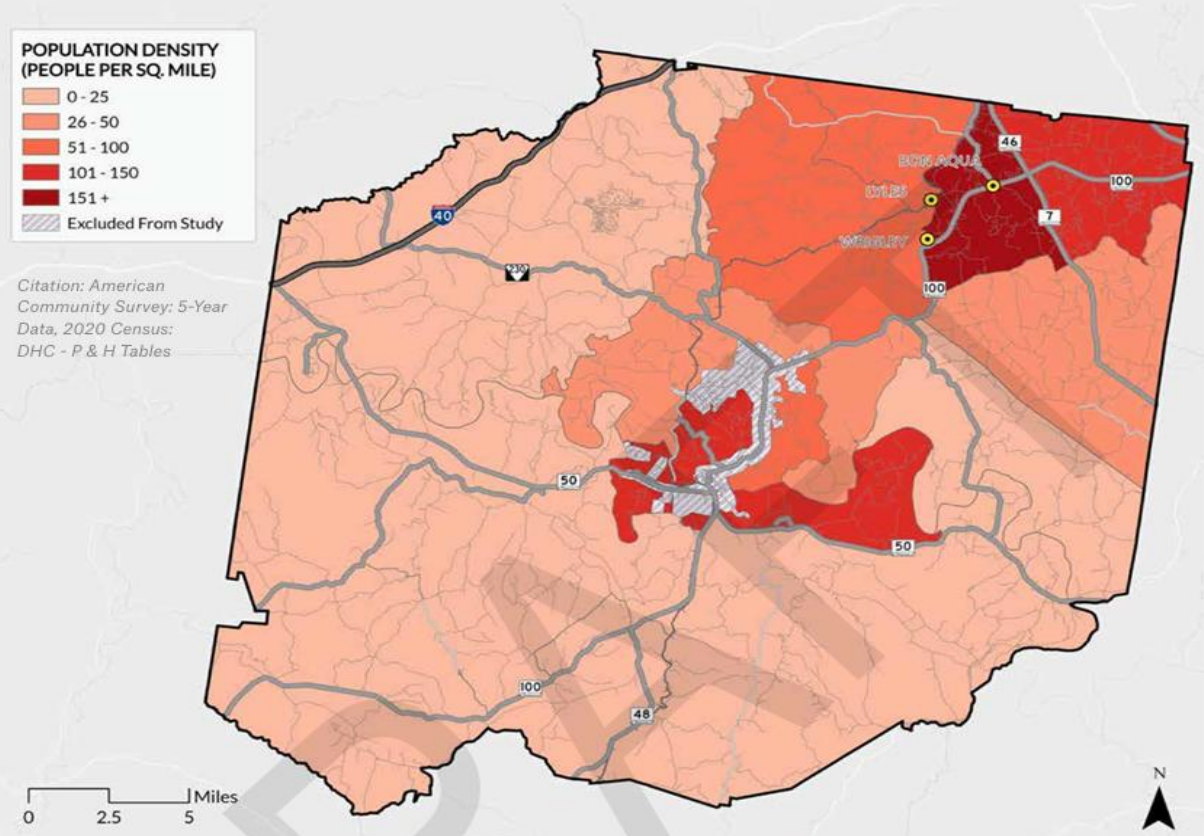 POPULATION DENSITY
(PEOPLE PER SQ. MILE)
0 - 25
26 - 50
51 - 100
101 - 150
151 +
Excluded From Study
Citation: American
Community Survey: 5-Year
Data, 2020 Census:
DHC - P & H Tables
46
BON AQUA
100
LYLES
7
40
WRIGLEY
230
100
50
50
100
48
DRAFT
0 2.5 5 Miles
N